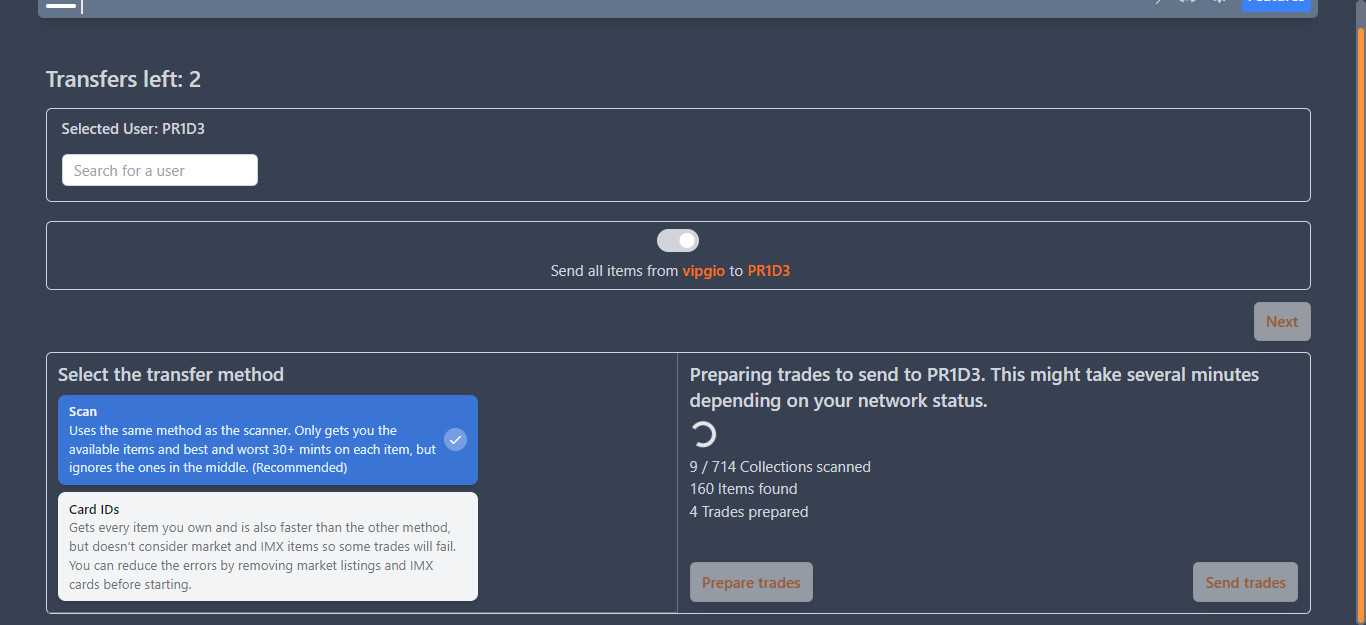 Features
Transfers left: 2
Selected User: PR1D3
Search for a user
Send all items from vipgio to PR1D3
Next
Select the transfer method
Scan
Uses the same method as the scanner. Only gets you the
available items and best and worst 30+ mints on each item, but
ignores the ones in the middle. (Recommended)
Card IDs
Gets every item you own and is also faster than the other method,
but doesn't consider market and IMX items so some trades will fail.
You can reduce the errors by removing market listings and IMX
cards before starting.
Preparing trades to send to PR1D3. This might take several minutes
depending on your network status.
9 / 714 Collections scanned
160 Items found
4 Trades prepared
Prepare trades
Send trades